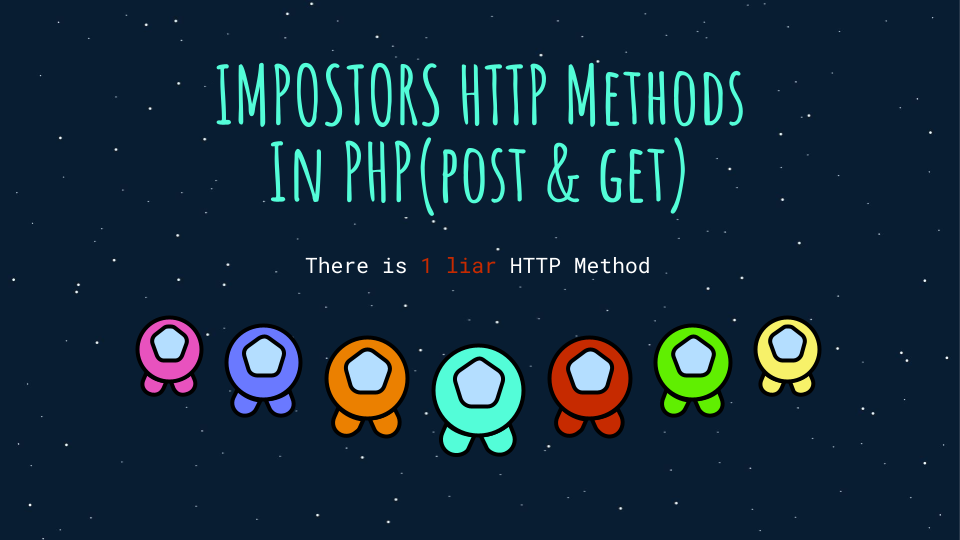 IMPOSTORS HTTP Methods
In PHP(post & get)
There is 1 liar HTTP Method